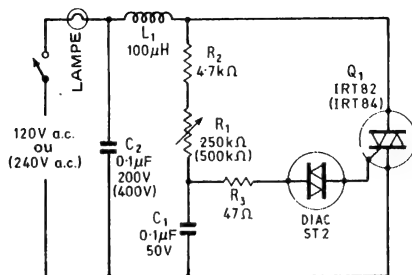 LAMPE
L1
100µH
R2
4·7kΩ
Q1
IRT82
(IRT84)
120V a.c.
ou
(240V a.c.)
C2
0·1µF
200V
(400V)
R1
250kΩ
(500kΩ)
R3
47Ω
C1
0·1µF
50V
DIAC
ST2